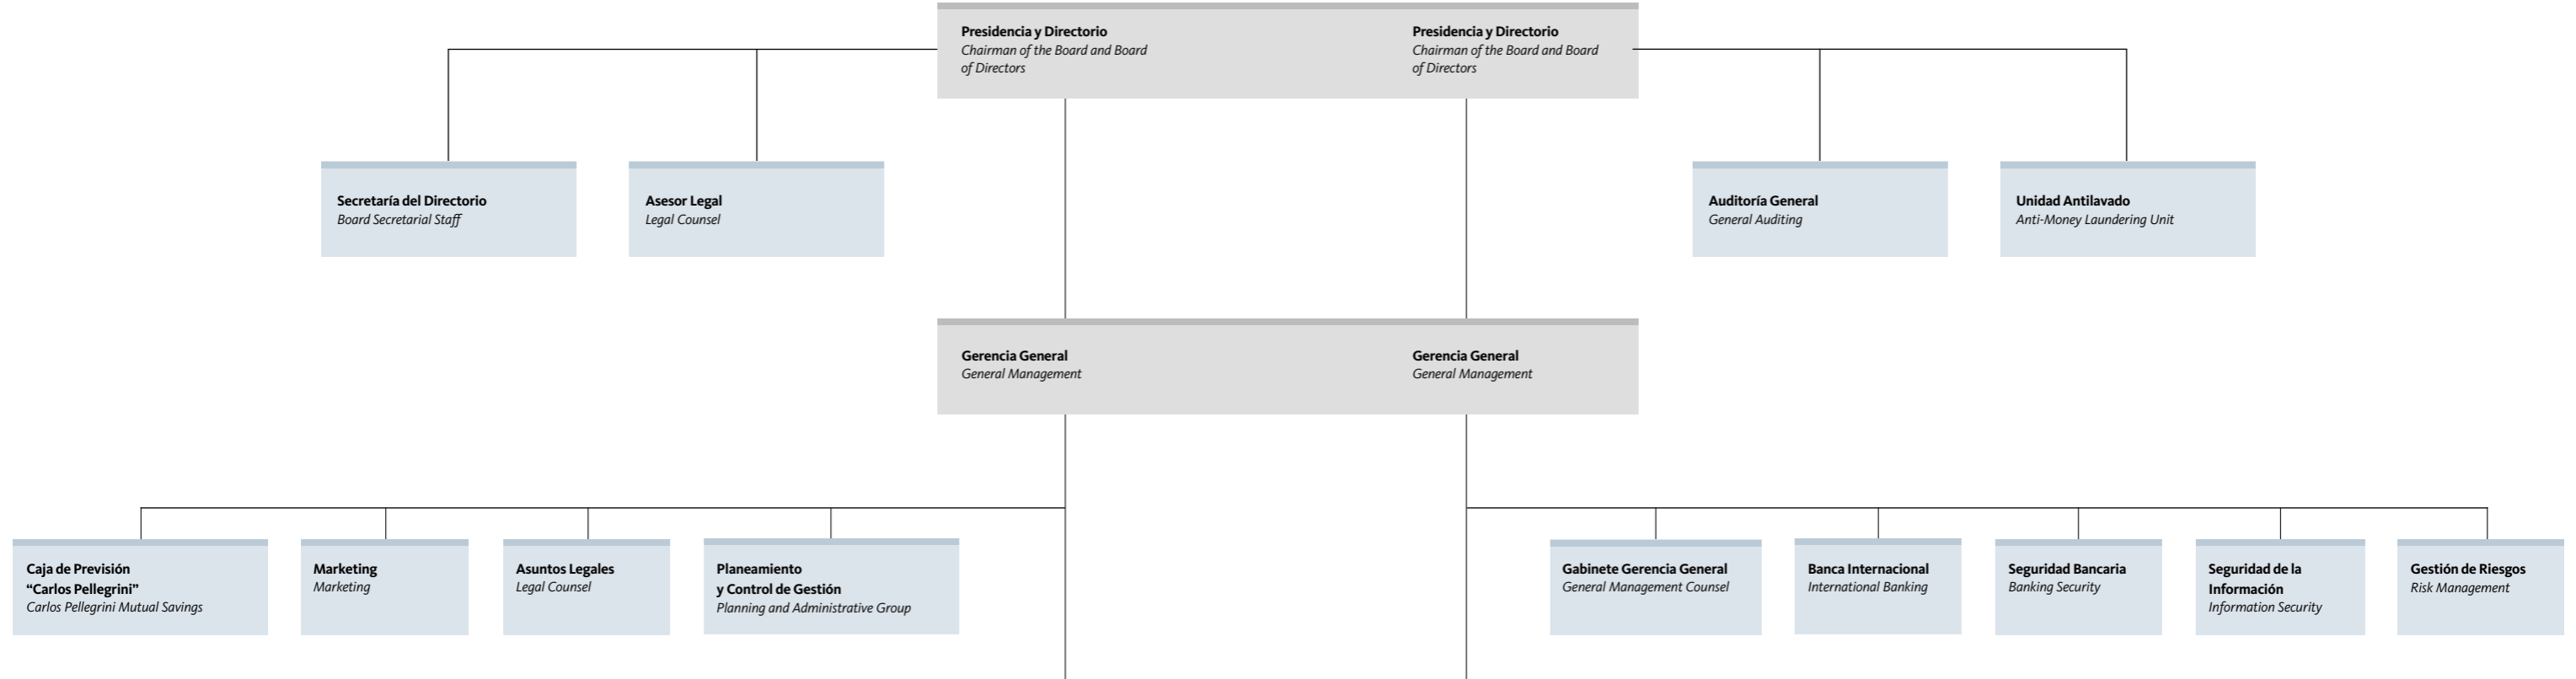 Presidencia y Directorio
Chairman of the Board and Board
of Directors
Presidencia y Directorio
Chairman of the Board and Board
of Directors
Secretaría del Directorio
Board Secretarial Staff
Asesor Legal
Legal Counsel
Auditoría General
General Auditing
Unidad Antilavado
Anti-Money Laundering Unit
Gerencia General
General Management
Gerencia General
General Management
Caja de Previsión
“Carlos Pellegrini”
Carlos Pellegrini Mutual Savings
Marketing
Marketing
Asuntos Legales
Legal Counsel
Planeamiento
y Control de Gestión
Planning and Administrative Group
Gabinete Gerencia General
General Management Counsel
Banca Internacional
International Banking
Seguridad Bancaria
Banking Security
Seguridad de la
Información
Information Security
Gestión de Riesgos
Risk Management